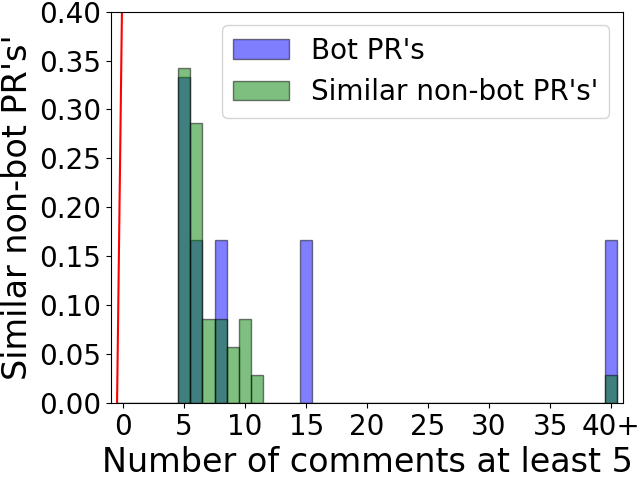 Similar non-bot PR's'
0.40
0.35
0.30
0.25
0.20
0.15
0.10
0.05
0.00
Bot PR's
Similar non-bot PR's'
0 5 10 15 20 25 30 35 40+
Number of comments at least 5